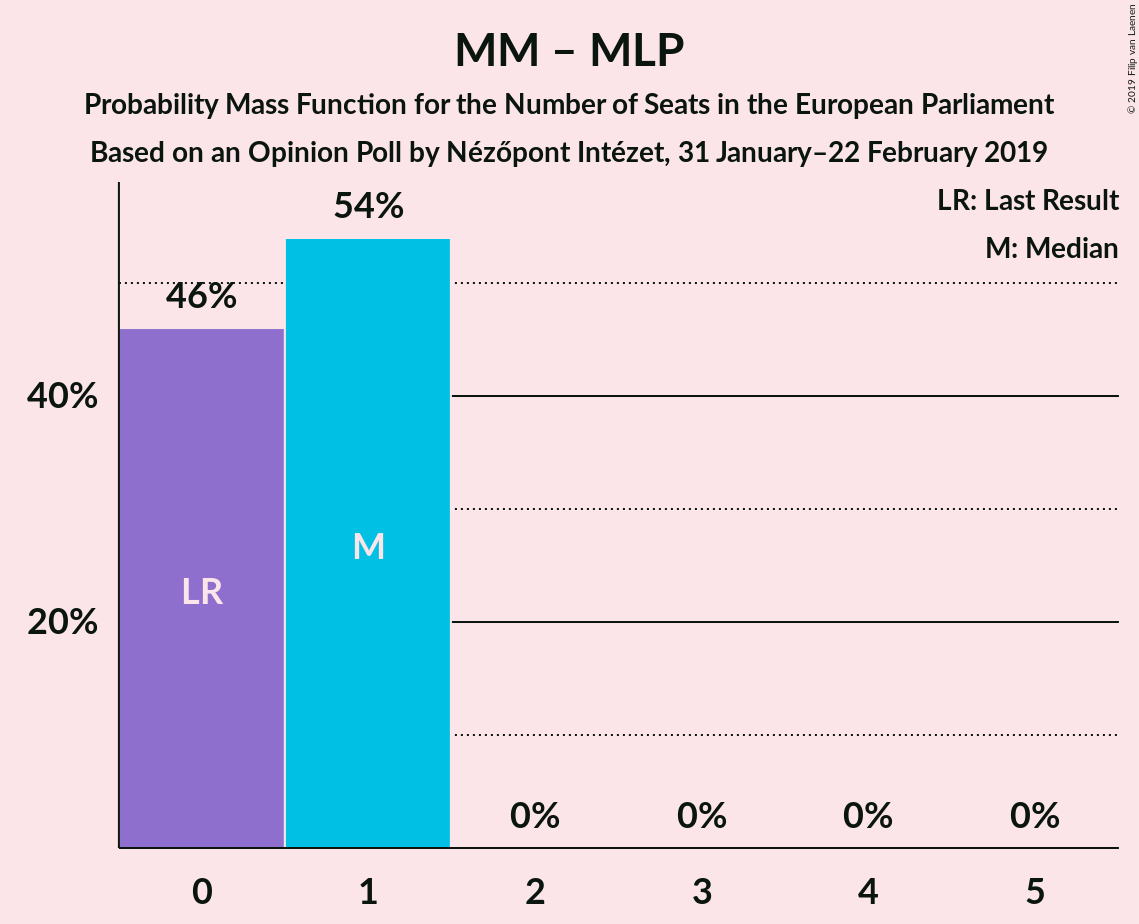 MM – MLP
Probability Mass Function for the Number of Seats in the European Parliament
Based on an Opinion Poll by Nézőpont Intézet, 31 January–22 February 2019
© 2019 Filip van Laenen
LR: Last Result
M: Median
54%
46%
40%
20%
M
LR
0%
0%
0%
0%
0
1
2
3
4
5